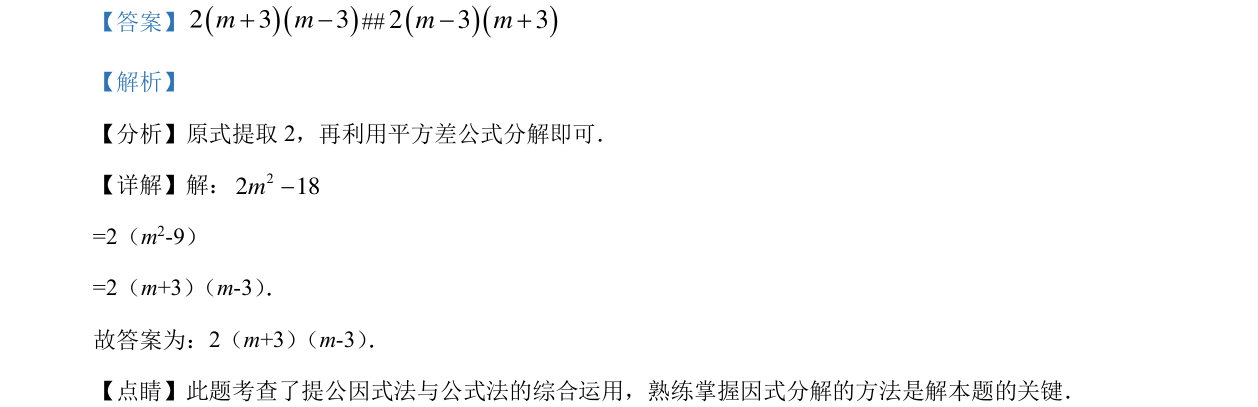 【答案】2(m+3)(m−3)##2(m−3)(m+3)
【解析】
【分析】原式提取 2，再利用平方差公式分解即可．
【详解】解：2m²−18
=2（m²-9）
=2（m+3）（m-3）．
故答案为：2（m+3）（m-3）．
【点睛】此题考查了提公因式法与公式法的综合运用，熟练掌握因式分解的方法是解本题的关键．